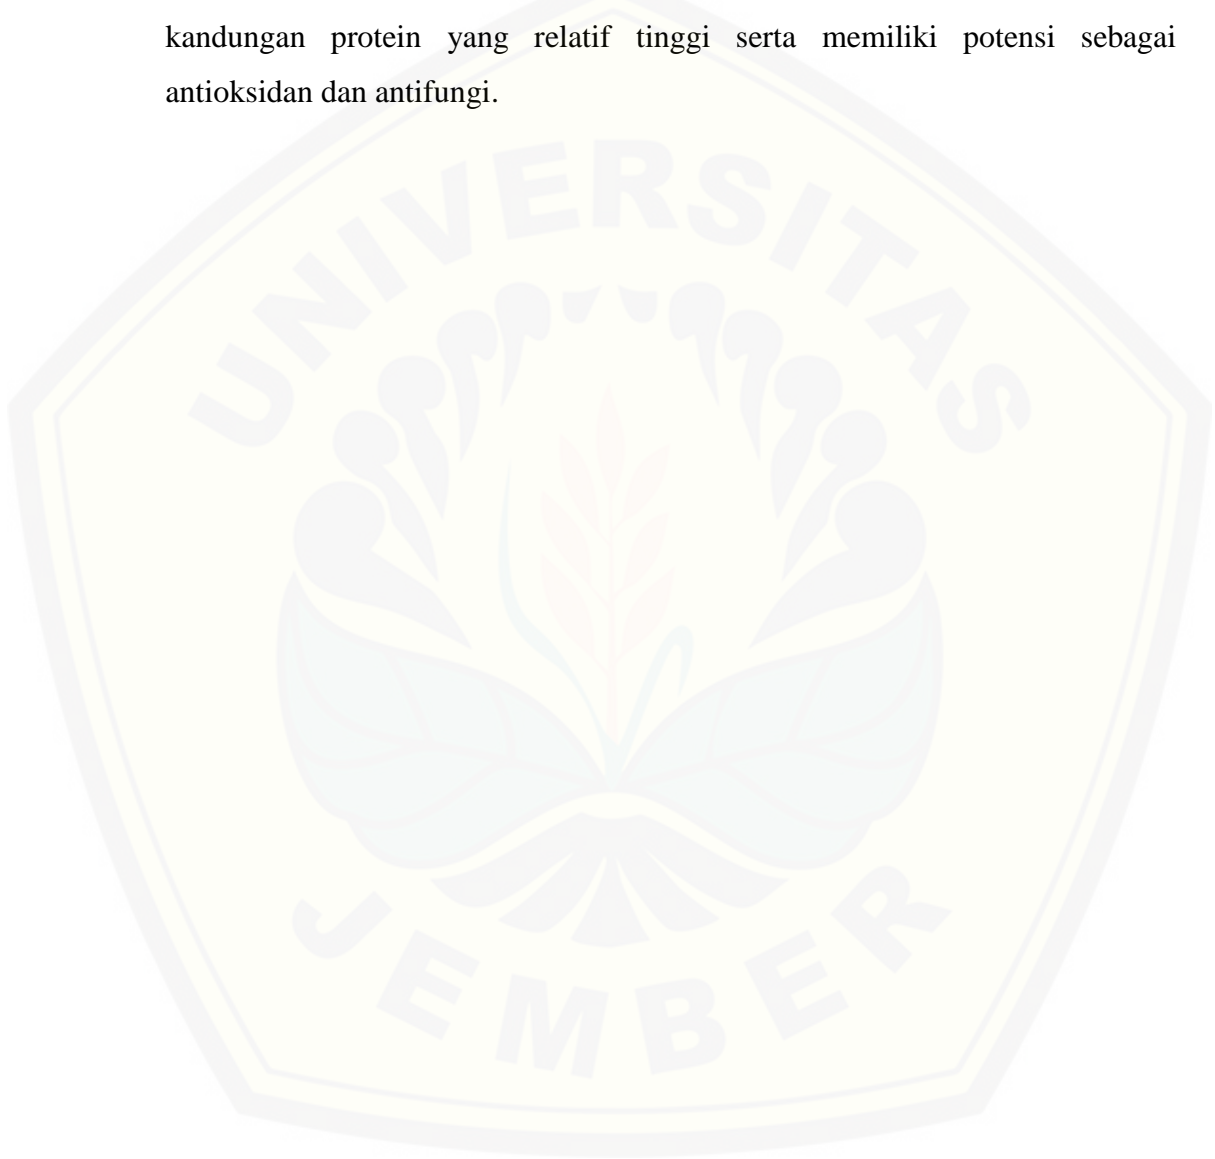 kandungan protein yang relatif tinggi serta memiliki potensi sebagai
antioksidan dan antifungi.
UNIVERSITAS
JEMBER